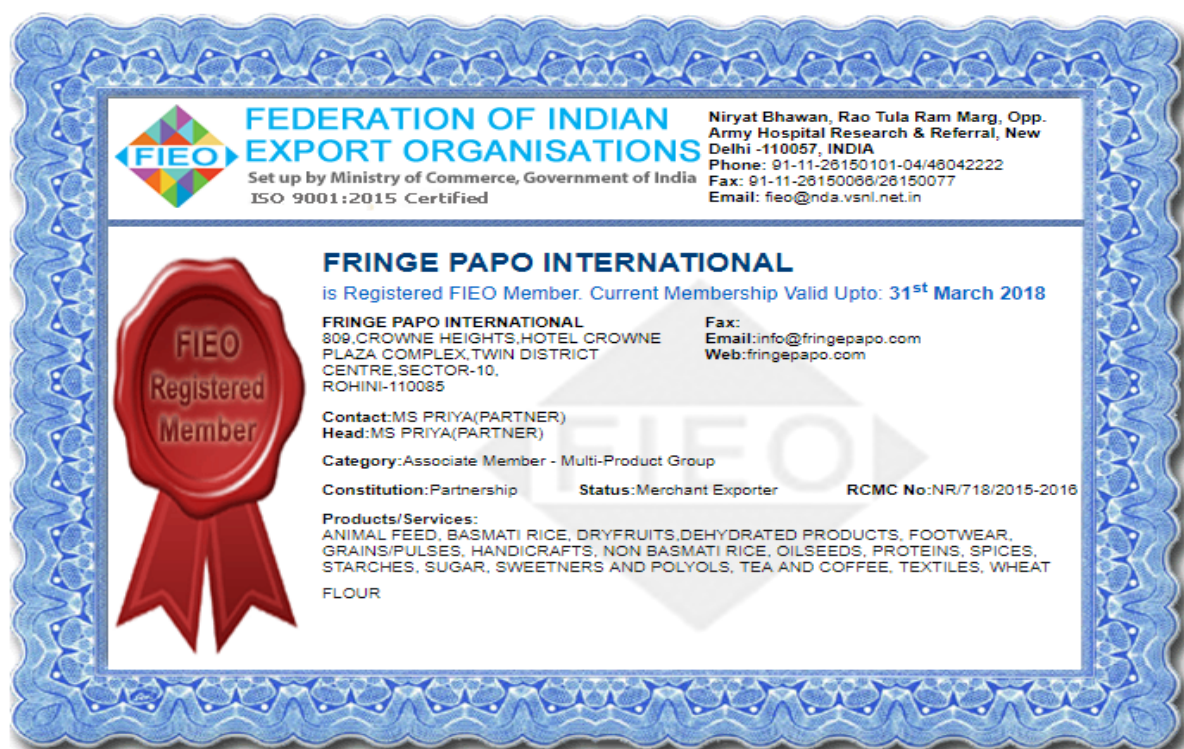 FIEO
FEDERATION OF INDIAN
EXPORT ORGANISATIONS
Set up by Ministry of Commerce, Government of India
ISO 9001:2015 Certified
Niryat Bhawan, Rao Tula Ram Marg, Opp.
Army Hospital Research & Referral, New
Delhi -110057, INDIA
Phone: 91-11-26150101-04/46042222
Fax: 91-11-26150066/26150077
Email: fieo@nda.vsnl.net.in
FIEO
Registered
Member
FRINGE PAPO INTERNATIONAL
is Registered FIEO Member. Current Membership Valid Upto: 31st March 2018
FRINGE PAPO INTERNATIONAL
809,CROWNE HEIGHTS,HOTEL CROWNE
PLAZA COMPLEX,TWIN DISTRICT
CENTRE,SECTOR-10,
ROHINI-110085
Fax:
Email:info@fringepapo.com
Web:fringepapo.com
Contact:MS PRIYA(PARTNER)
Head:MS PRIYA(PARTNER)
Category:Associate Member - Multi-Product Group
Constitution:Partnership Status:Merchant Exporter RCMC No:NR/718/2015-2016
Products/Services:
ANIMAL FEED, BASMATI RICE, DRYFRUITS,DEHYDRATED PRODUCTS, FOOTWEAR,
GRAINS/PULSES, HANDICRAFTS, NON BASMATI RICE, OILSEEDS, PROTEINS, SPICES,
STARCHES, SUGAR, SWEETNERS AND POLYOLS, TEA AND COFFEE, TEXTILES, WHEAT
FLOUR
FIEO